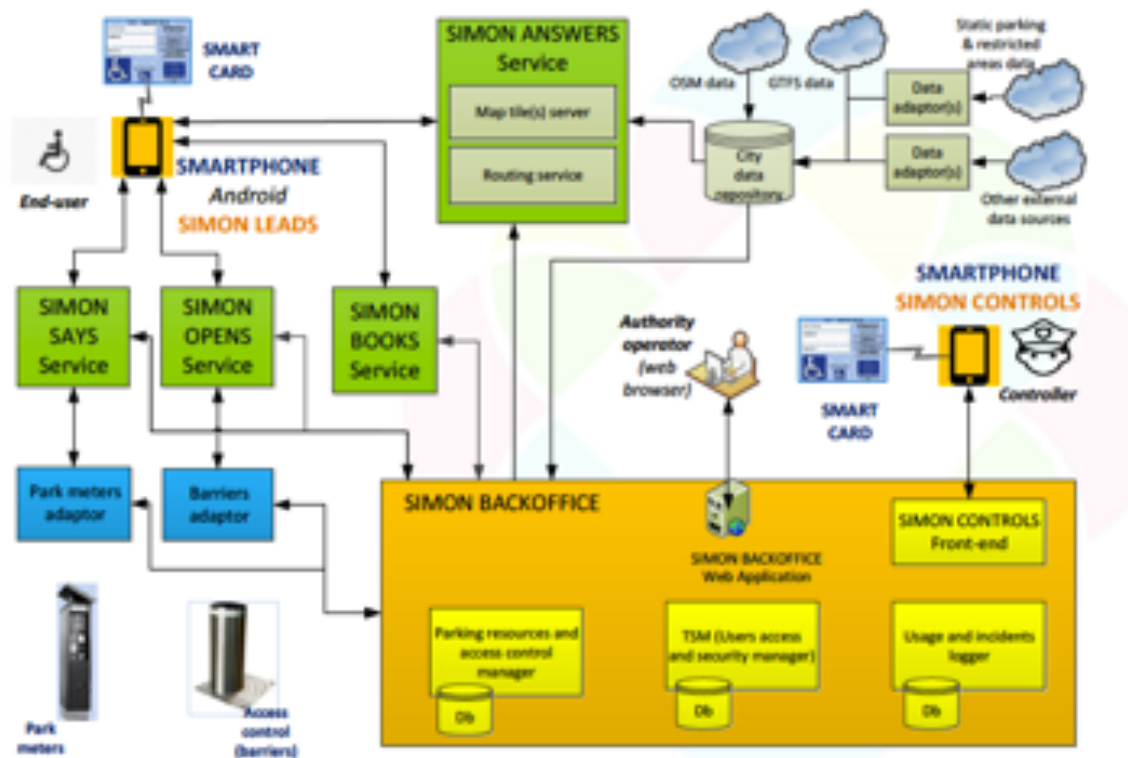 SMART
CARD
End-user
SMARTPHONE
Android
SIMON LEADS
SIMON ANSWERS
Service
Map tile(s) server
Routing service
OSM data
GTFS data
City
data
repository
Static parking
& restricted
areas data
Data
adaptor(s)
Data
adaptor(s)
Other external
data sources
SIMON
SAYS
Service
SIMON
OPENS
Service
SIMON
BOOKS
Service
Authority
operator
(web
browser)
SMARTPHONE
SIMON CONTROLS
SMART
CARD
Controller
Park meters
adaptor
Barriers
adaptor
SIMON BACKOFFICE
SIMON BACKOFFICE
Web Application
SIMON CONTROLS
Front-end
Parking resources and
access control
manager
Db
TSM (Users access
and security manager)
Db
Usage and incidents
logger
Db
Park
meters
Access
control
(barriers)